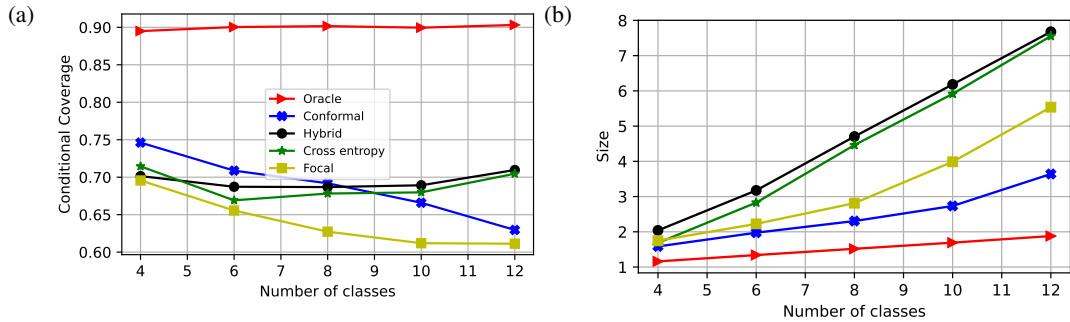 (a)
Conditional Coverage
0.90
0.85
0.80
0.75
0.70
0.65
0.60
Oracle
Conformal
Hybrid
Cross entropy
Focal
4 5 6 7 8 9 10 11 12
Number of classes
(b)
Size
8
7
6
5
4
3
2
1
4 5 6 7 8 9 10 11 12
Number of classes